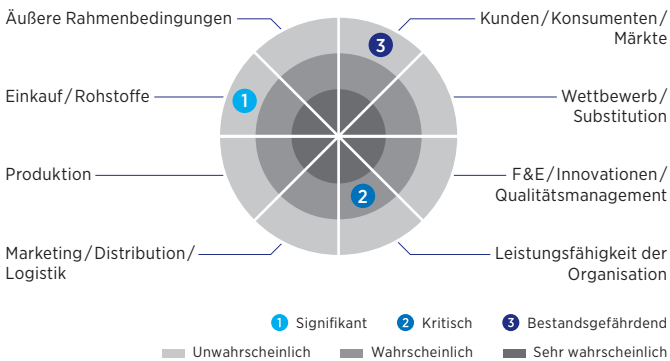 Äußere Rahmenbedingungen
Kunden/Konsumenten/
Märkte
3
Einkauf/Rohstoffe
1
Wettbewerb/
Substitution
Produktion
F&E/Innovationen/
Qualitätsmanagement
2
Marketing/Distribution/
Logistik
Leistungsfähigkeit der
Organisation
1 Signifikant 2 Kritisch 3 Bestandsgefährdend
Unwahrscheinlich Wahrscheinlich Sehr wahrscheinlich